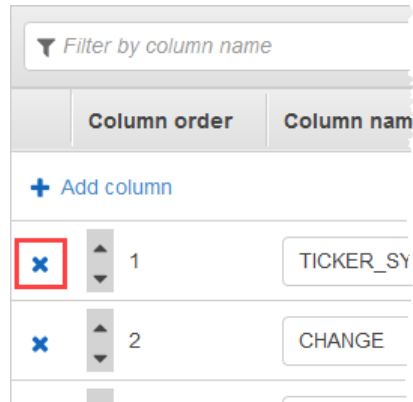 Filter by column name
Column order Column nam
Add column
1 TICKER_SY
2 CHANGE